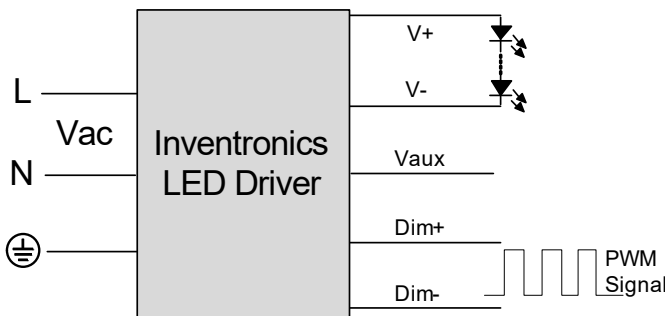 V+
L
V-
Vac
Inventronics
LED Driver
N
Vaux
Dim+
PWM
Signal
Dim-